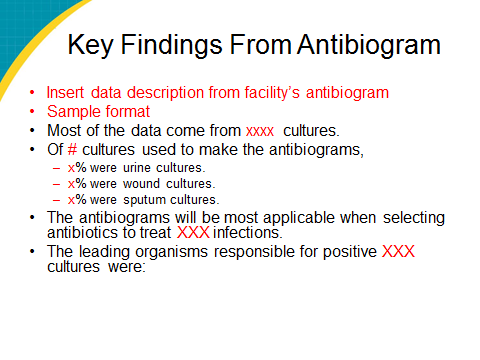 Key Findings From Antibiogram
• Insert data description from facility’s antibiogram
• Sample format
• Most of the data come from xxxx cultures.
• Of # cultures used to make the antibiograms,
– x% were urine cultures.
– x% were wound cultures.
– x% were sputum cultures.
• The antibiograms will be most applicable when selecting
antibiotics to treat XXX infections.
• The leading organisms responsible for positive XXX
cultures were: